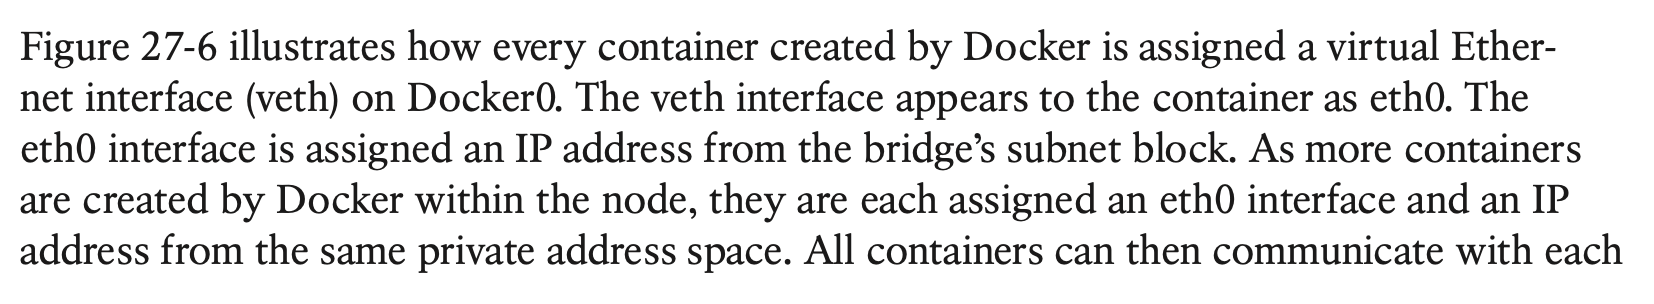 Figure 27-6 illustrates how every container created by Docker is assigned a virtual Ether-
net interface (veth) on Docker0. The veth interface appears to the container as eth0. The
eth0 interface is assigned an IP address from the bridge’s subnet block. As more containers
are created by Docker within the node, they are each assigned an eth0 interface and an IP
address from the same private address space. All containers can then communicate with each